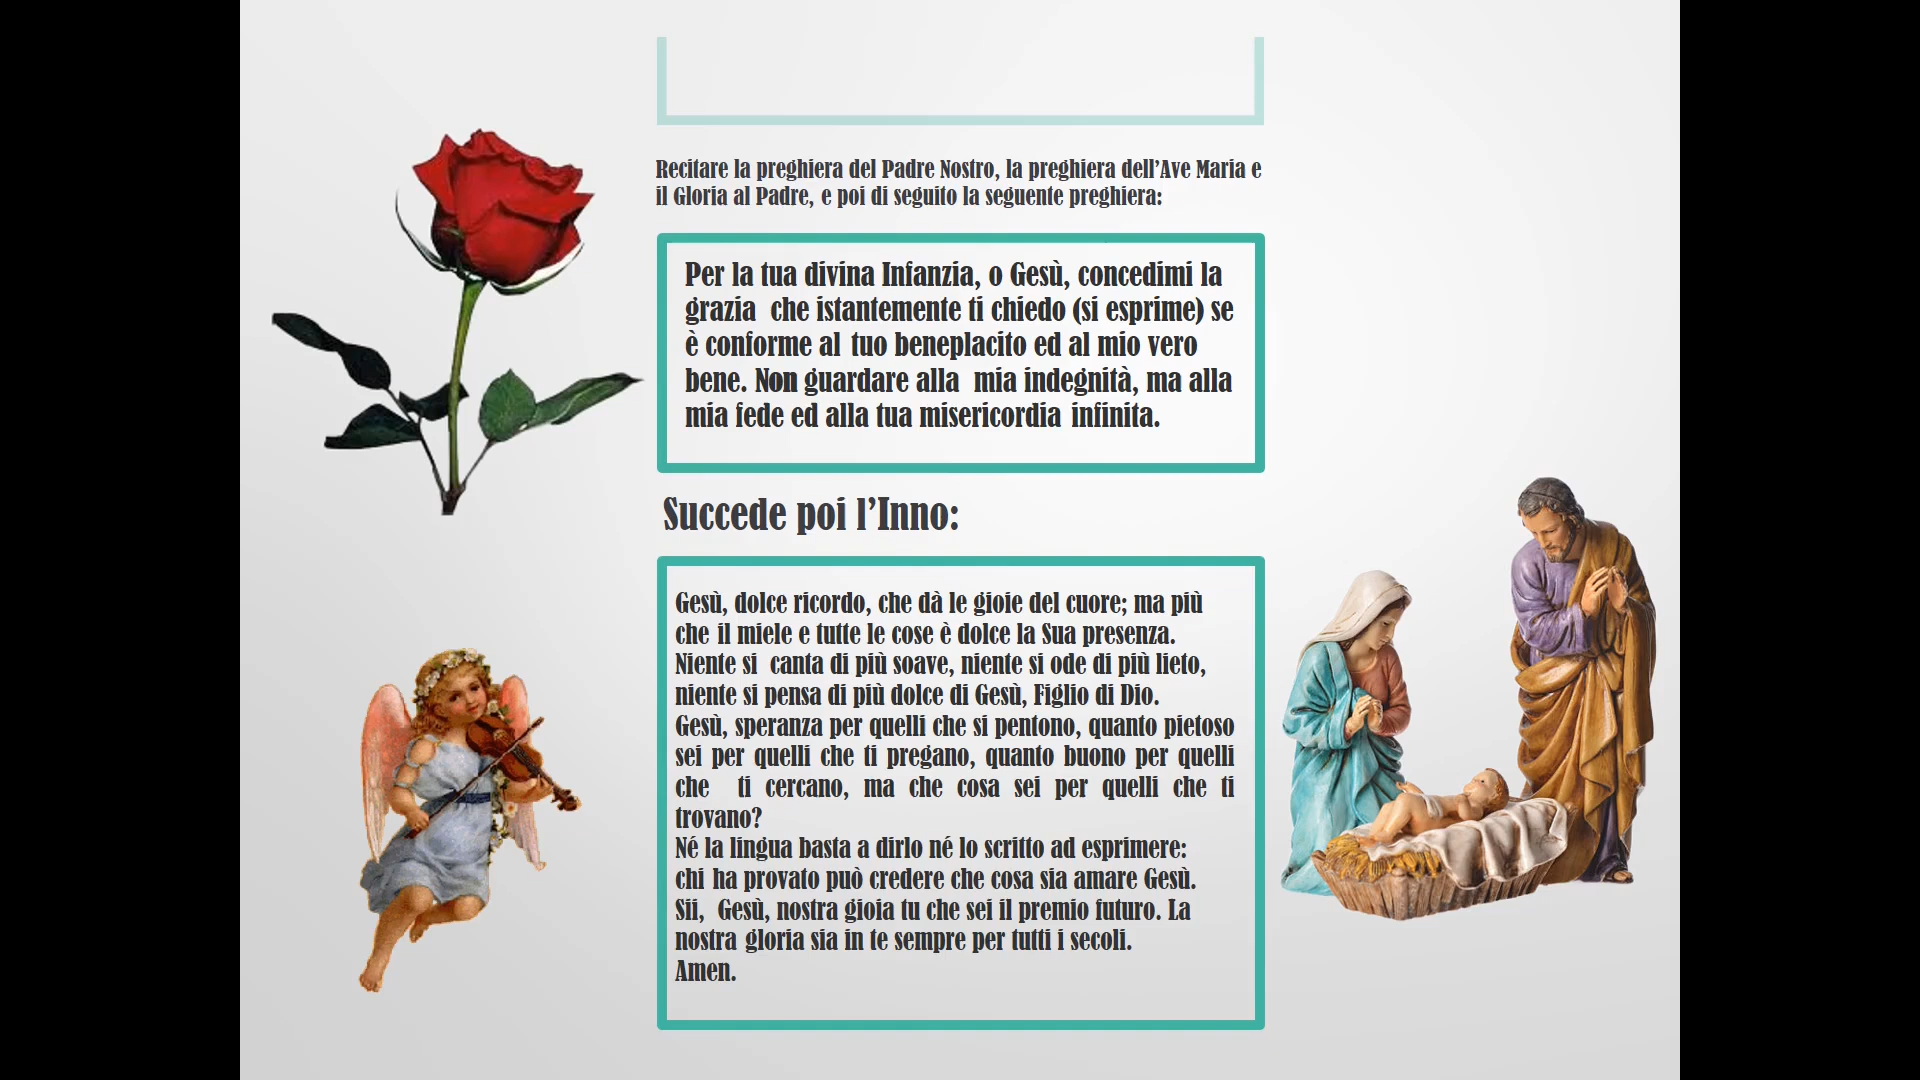 Recitare la preghiera del Padre Nostro, la preghiera dell’Ave Maria e
il Gloria al Padre, e poi di seguito la seguente preghiera:
Per la tua divina Infanzia, o Gesù, concedimi la
grazia che istantemente ti chiedo (si esprime) se
è conforme al tuo beneplacito ed al mio vero
bene. Non guardare alla mia indegnità, ma alla
mia fede ed alla tua misericordia infinita.
Succede poi l’Inno:
Gesù, dolce ricordo, che dà le gioie del cuore; ma più
che il miele e tutte le cose è dolce la Sua presenza.
Niente si canta di più soave, niente si ode di più lieto,
niente si pensa di più dolce di Gesù, Figlio di Dio.
Gesù, speranza per quelli che si pentono, quanto pietoso
sei per quelli che ti pregano, quanto buono per quelli
che ti cercano, ma che cosa sei per quelli che ti
trovano?
Né la lingua basta a dirlo né lo scritto ad esprimere:
chi ha provato può credere che cosa sia amare Gesù.
Sii, Gesù, nostra gioia tu che sei il premio futuro. La
nostra gloria sia in te sempre per tutti i secoli.
Amen.